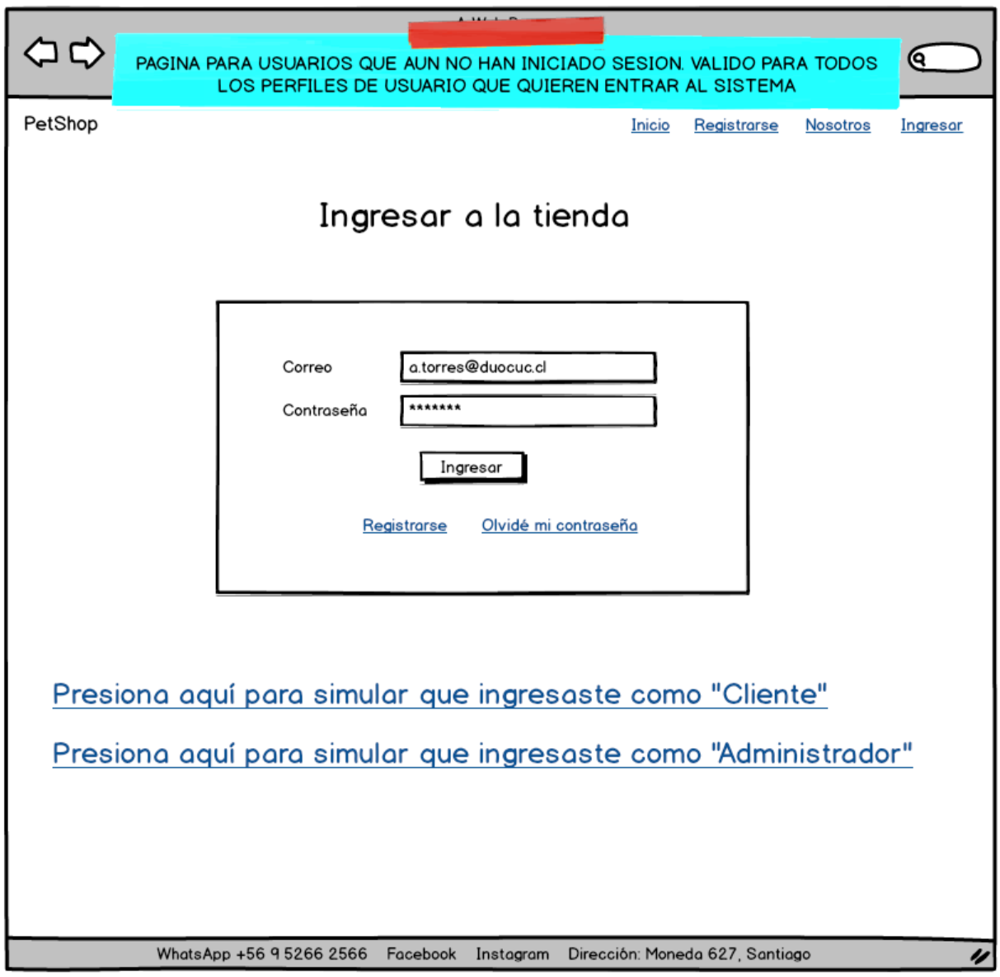 PAGINA PARA USUARIOS QUE AUN NO HAN INICIADO SESION. VALIDO PARA TODOS
LOS PERFILES DE USUARIO QUE QUIEREN ENTRAR AL SISTEMA
PetShop
Inicio Registrarse Nosotros Ingresar
Ingresar a la tienda
Correo a.torres@duocuc.cl
Contraseña *******
Ingresar
Registrarse Olvidé mi contraseña
Presiona aquí para simular que ingresaste como "Cliente"
Presiona aquí para simular que ingresaste como "Administrador"
WhatsApp +56 9 5266 2566 Facebook Instagram Dirección: Moneda 627, Santiago